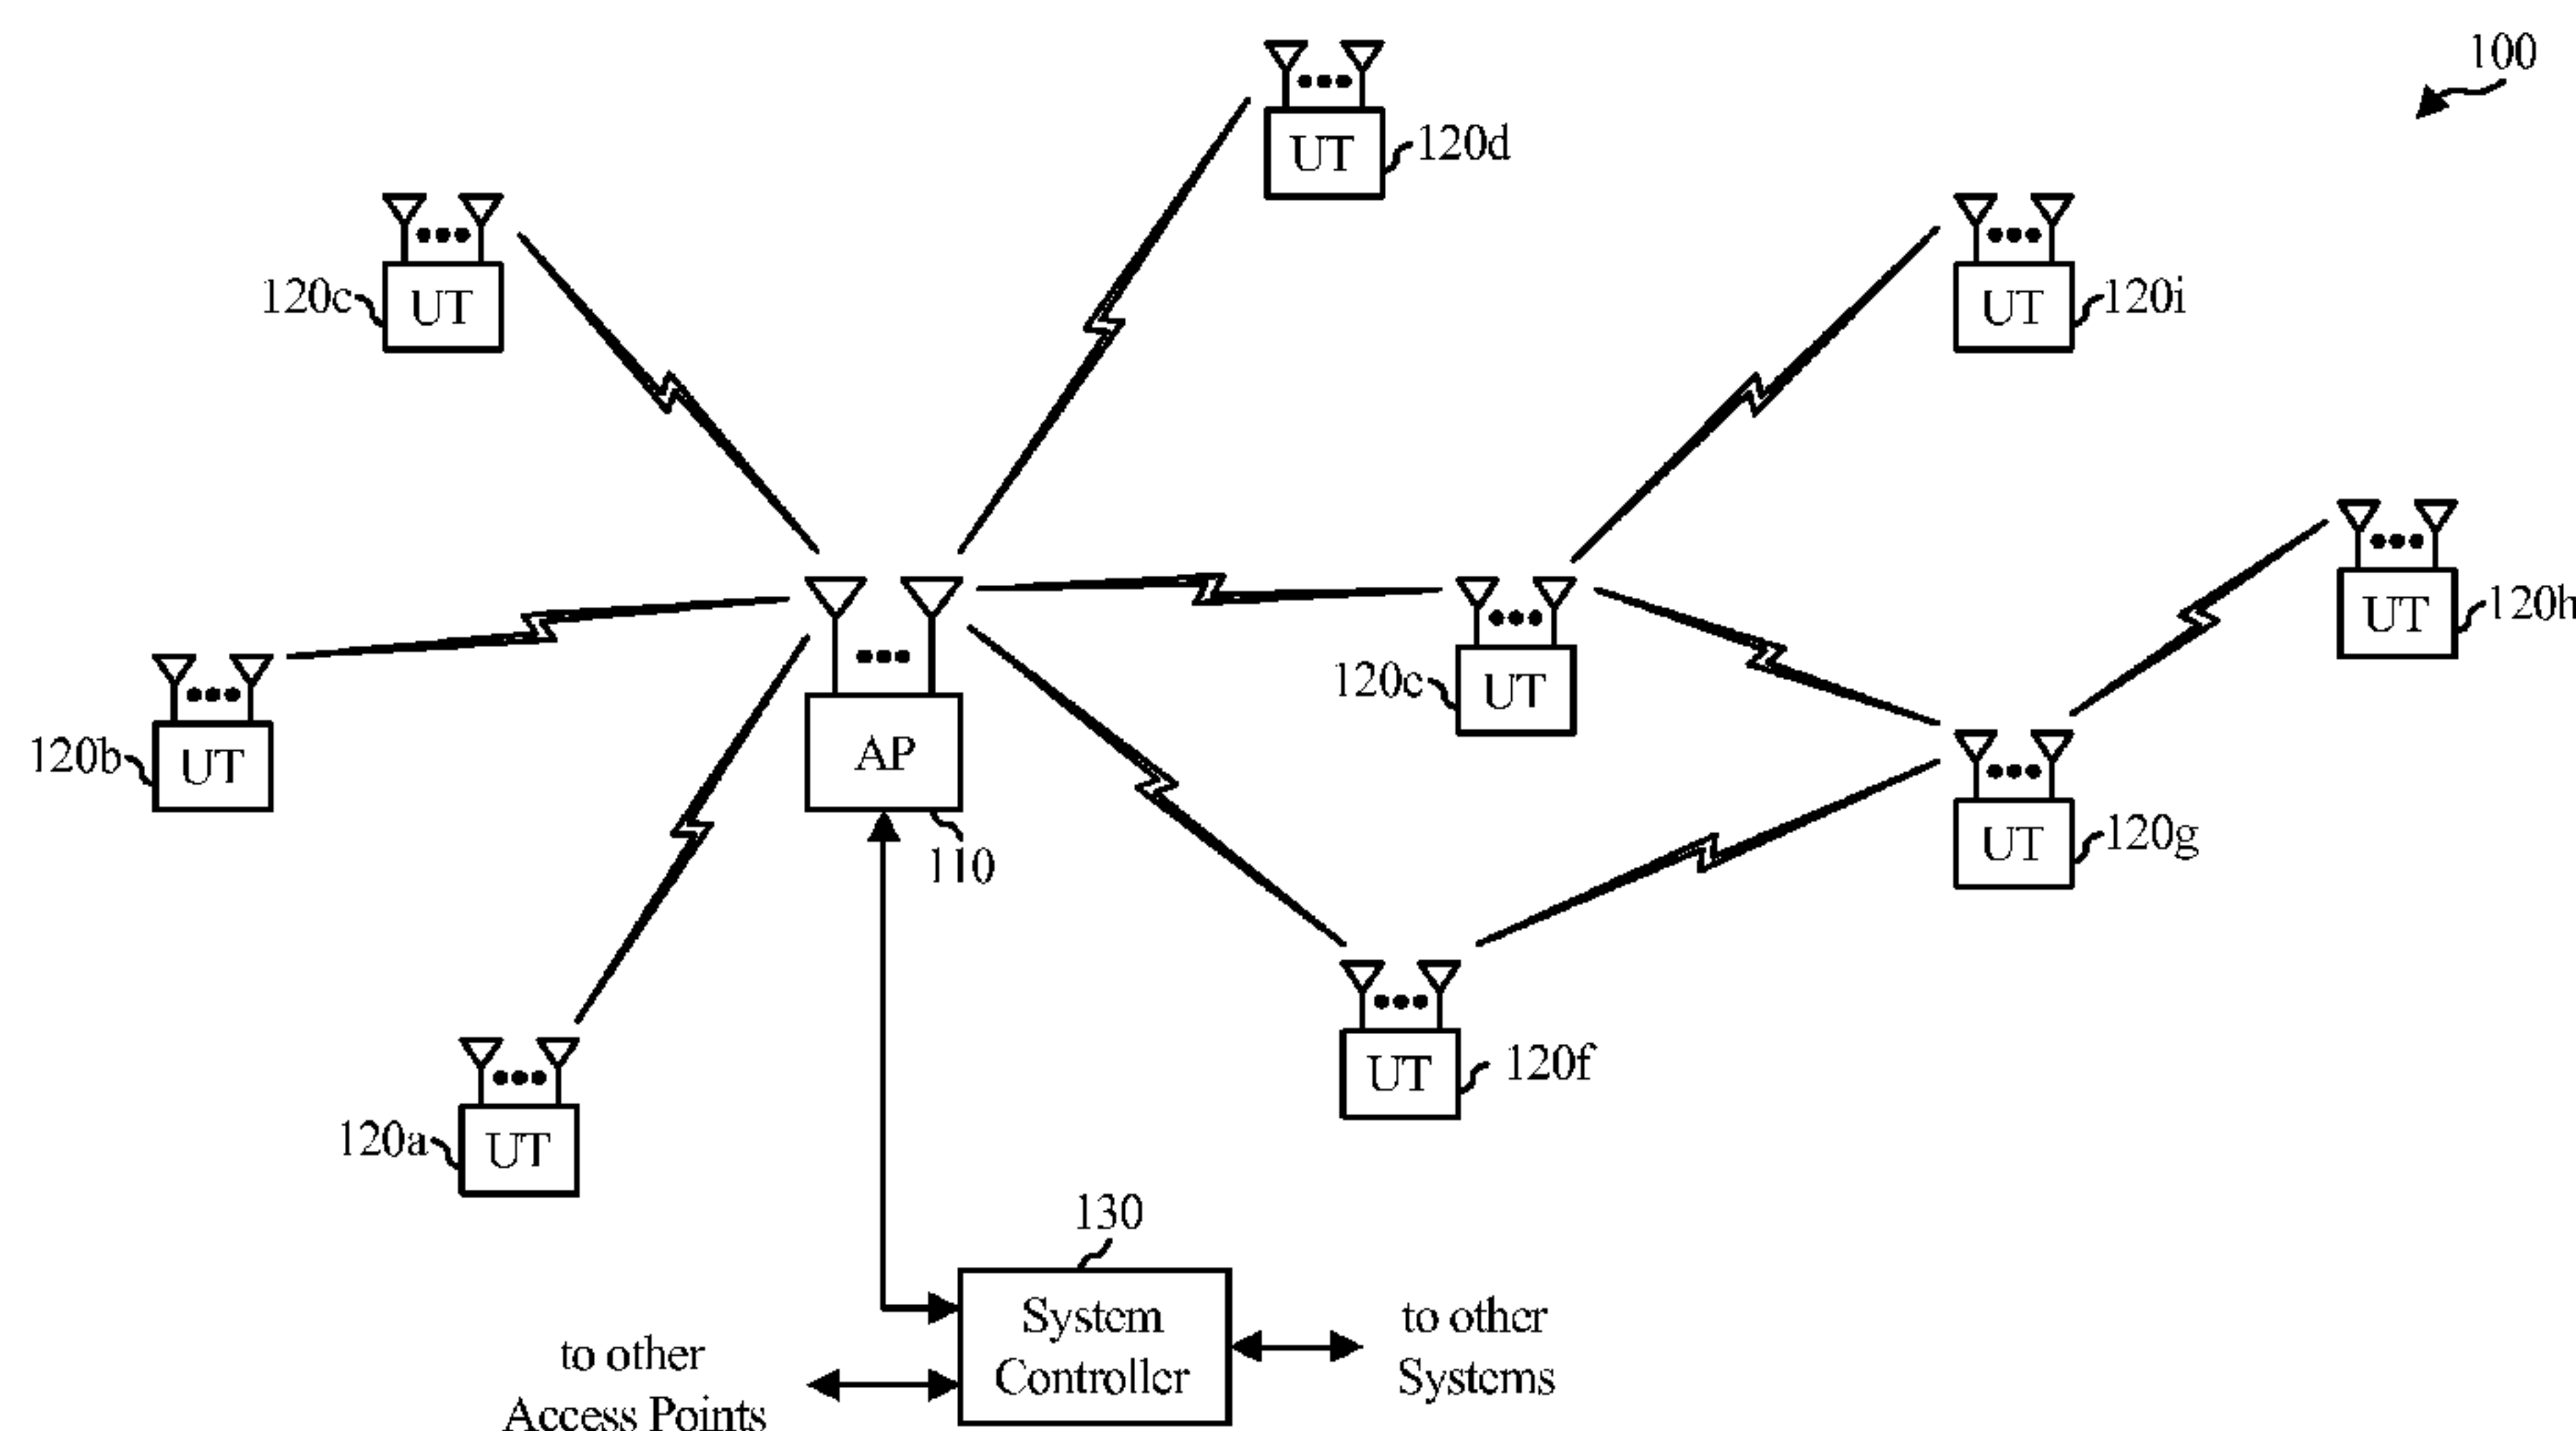 100
UT
120d
UT
120c
UT
120i
UT
120h
UT
120c
UT
120b
AP
110
UT
120g
UT
120f
UT
120a
130
System
Controller
to other
Systems
to other
Access Points